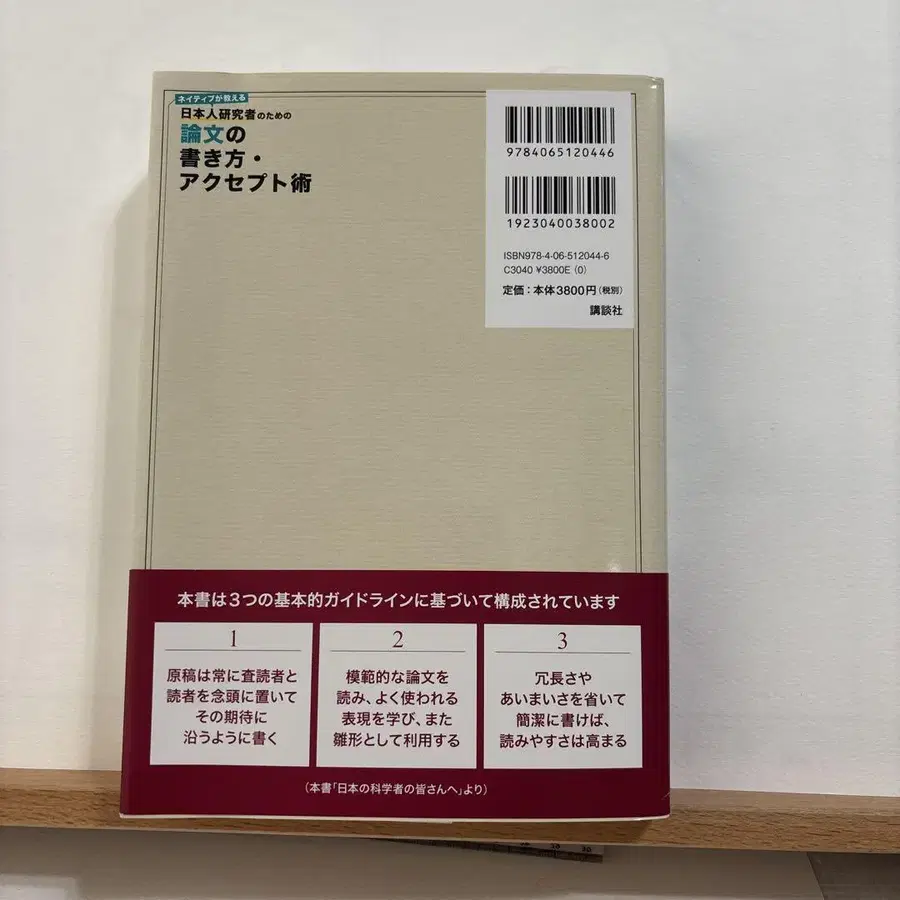 ネイティブが教える
日本人研究者のための
論文の
書き方・
アクセプト術
9784065120446
1923040038002
ISBN978-4-06-512044-6
C3040 ¥3800E (0)
定価：本体3800円（税別）
講談社
本書は3つの基本的ガイドラインに基づいて構成されています
1
原稿は常に査読者と
読者を念頭に置いて
その期待に
沿うように書く
2
模範的な論文を
読み、よく使われる
表現を学び、また
雛形として利用する
3
冗長さや
あいまいさを省いて
簡潔に書けば、
読みやすさは高まる
（本書「日本の科学者の皆さんへ」より）